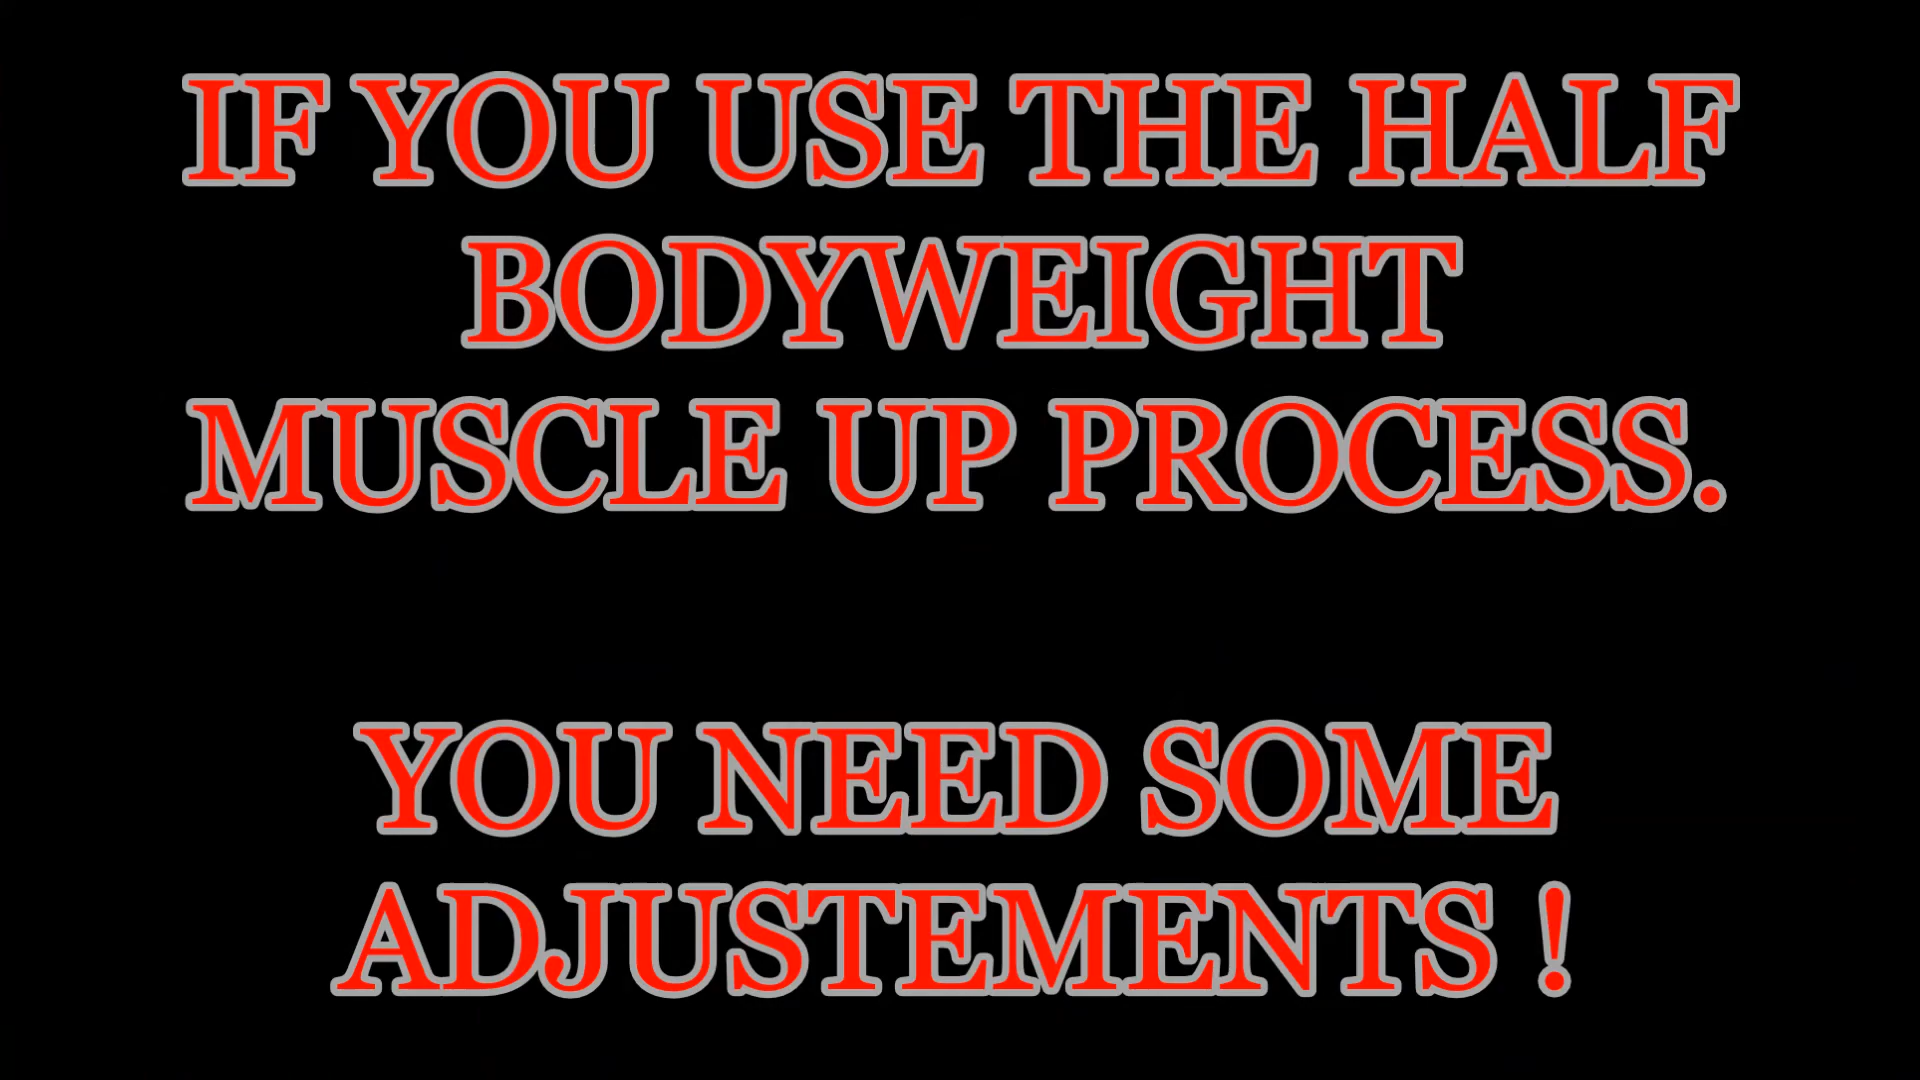 IF YOU USE THE HALF
BODYWEIGHT
MUSCLE UP PROCESS.
YOU NEED SOME
ADJUSTEMENTS !